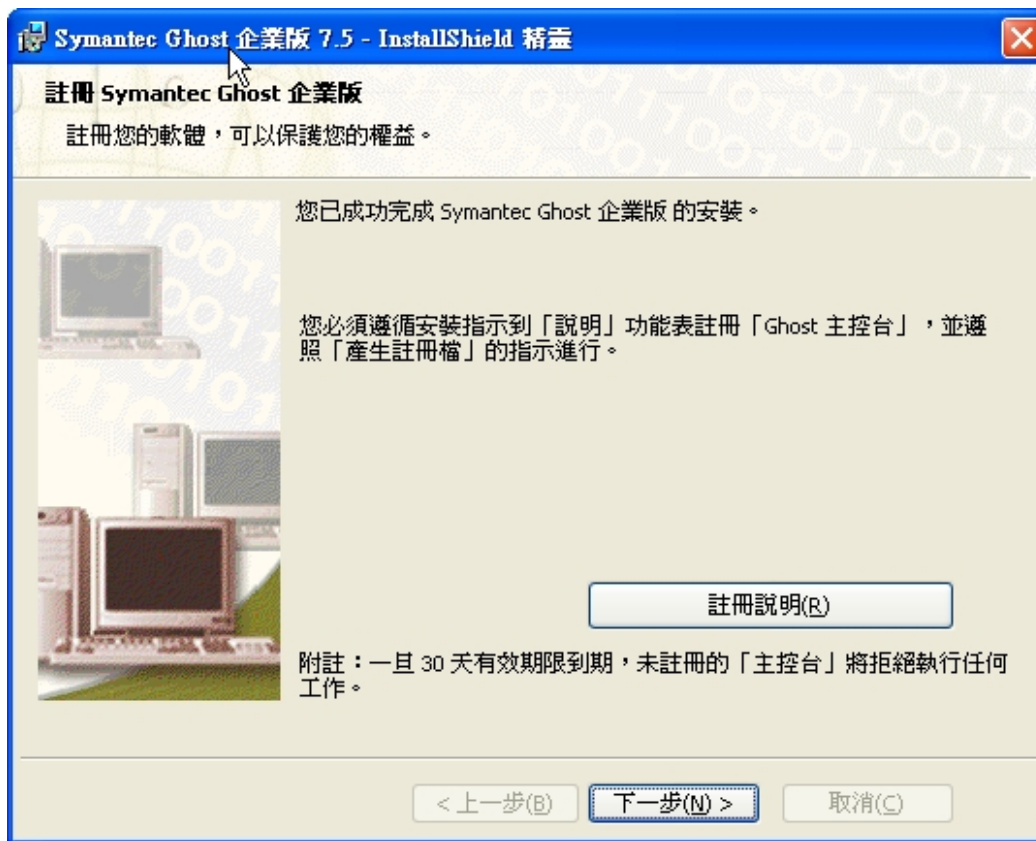 Symantec Ghost 企業版 7.5 - InstallShield 精靈
註冊 Symantec Ghost 企業版
註冊您的軟體，可以保護您的權益。
您已成功完成 Symantec Ghost 企業版 的安裝。
您必須遵循安裝指示到「說明」功能表註冊「Ghost 主控台」，並遵
照「產生註冊檔」的指示進行。
註冊說明(R)
附註：一旦 30 天有效期限到期，未註冊的「主控台」將拒絕執行任何
工作。
< 上一步(B) 下一步(N) > 取消(C)